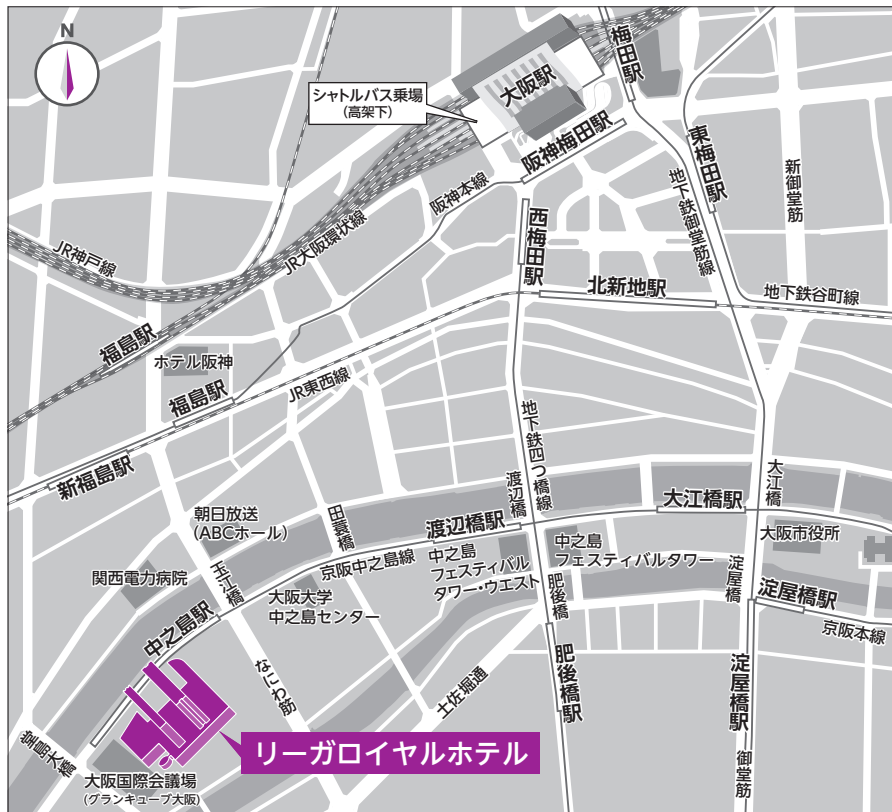 N
シャトルバス乗場
(高架下)
大阪駅
梅田駅
阪神梅田駅
東梅田駅
新御堂筋
地下鉄御堂筋線
阪神本線
JR大阪環状線
JR神戸線
西梅田駅
北新地駅
地下鉄谷町線
福島駅
ホテル阪神
福島駅
JR東西線
新福島駅
地下鉄四つ橋線
渡辺橋
大江橋
朝日放送
(ABCホール)
田蓑橋
渡辺橋駅
大江橋駅
大阪市役所
京阪中之島線
中之島
フェスティバル
タワー・ウエスト
中之島
フェスティバルタワー
関西電力病院
玉江橋
大阪大学
中之島センター
肥後橋
淀屋橋
淀屋橋駅
京阪本線
中之島駅
なにわ筋
土佐堀通
肥後橋駅
淀屋橋駅
御堂筋
堂島大橋
リーガロイヤルホテル
大阪国際会議場
(グランキューブ大阪)